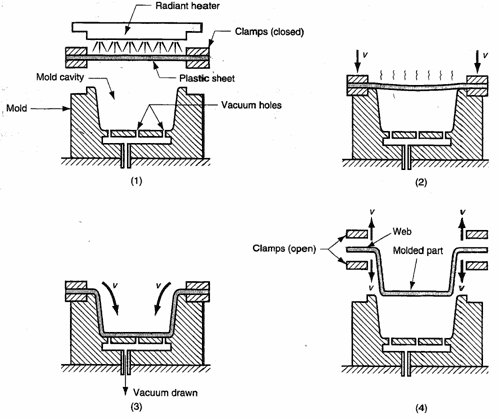 Radiant heater
Clamps (closed)
Mold cavity
Plastic sheet
Mold
Vacuum holes
(1)
v
v
(2)
v
v
Vacuum drawn
(3)
v
v
Web
Clamps (open)
Molded part
v
v
(4)